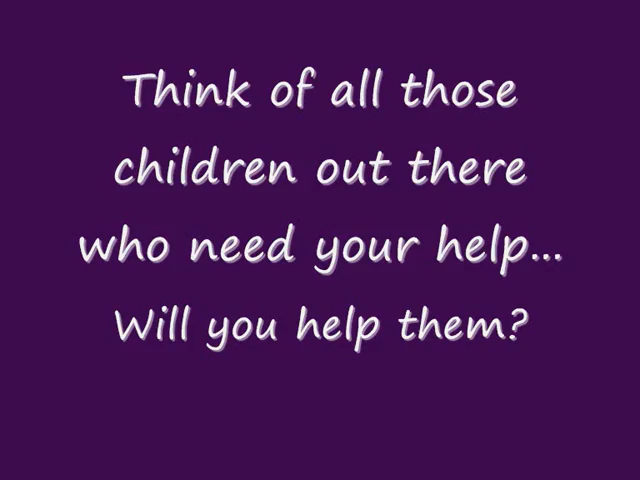 Think of all those
children out there
who need your help...
Will you help them?